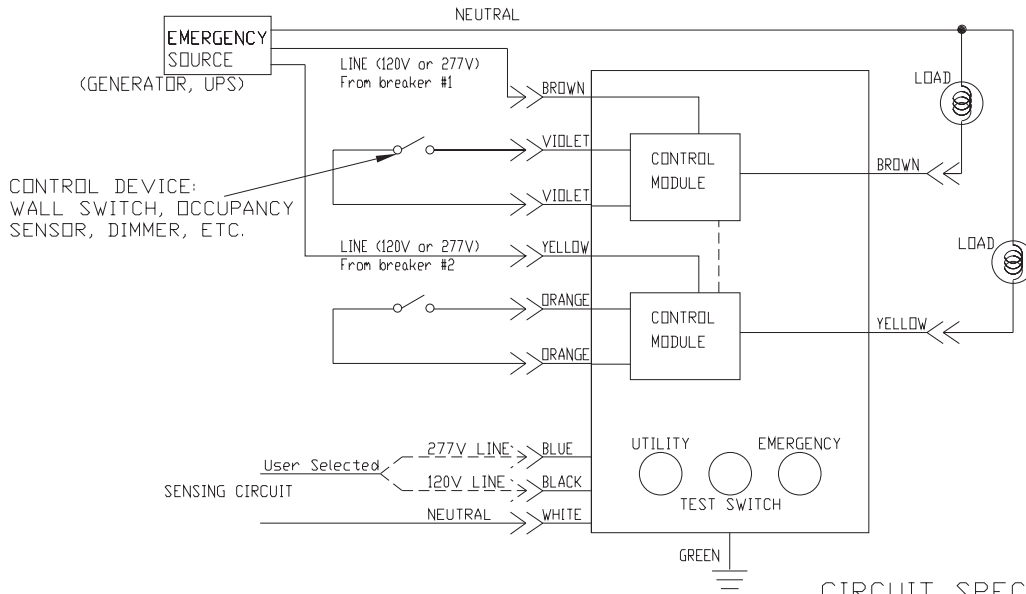 NEUTRAL
EMERGENCY
SOURCE
(GENERATOR, UPS)
LINE (120V or 277V)
From breaker #1
BROWN
LOAD
VIOLET
CONTROL
MODULE
BROWN
VIOLET
CONTROL DEVICE:
WALL SWITCH, OCCUPANCY
SENSOR, DIMMER, ETC.
LINE (120V or 277V)
From breaker #2
YELLOW
LOAD
ORANGE
CONTROL
MODULE
YELLOW
ORANGE
277V LINE
BLUE
UTILITY
EMERGENCY
User Selected
120V LINE
BLACK
SENSING CIRCUIT
TEST SWITCH
NEUTRAL
WHITE
GREEN
CIRCUIT SPEC